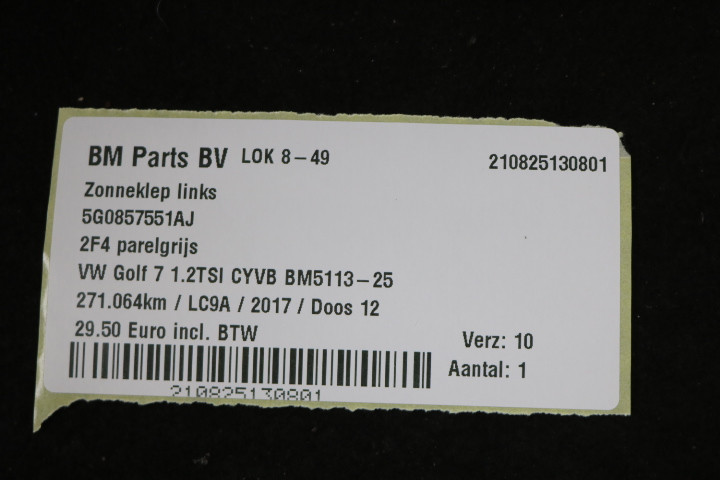 BM Parts BV LOK 8-49 210825130801
Zonneklep links
5G0857551AJ
2F4 parelgrijs
VW Golf 7 1.2TSI CYVB BM5113-25
271.064km / LC9A / 2017 / Doos 12
29.50 Euro incl. BTW
Verz: 10
Aantal: 1
210825130801